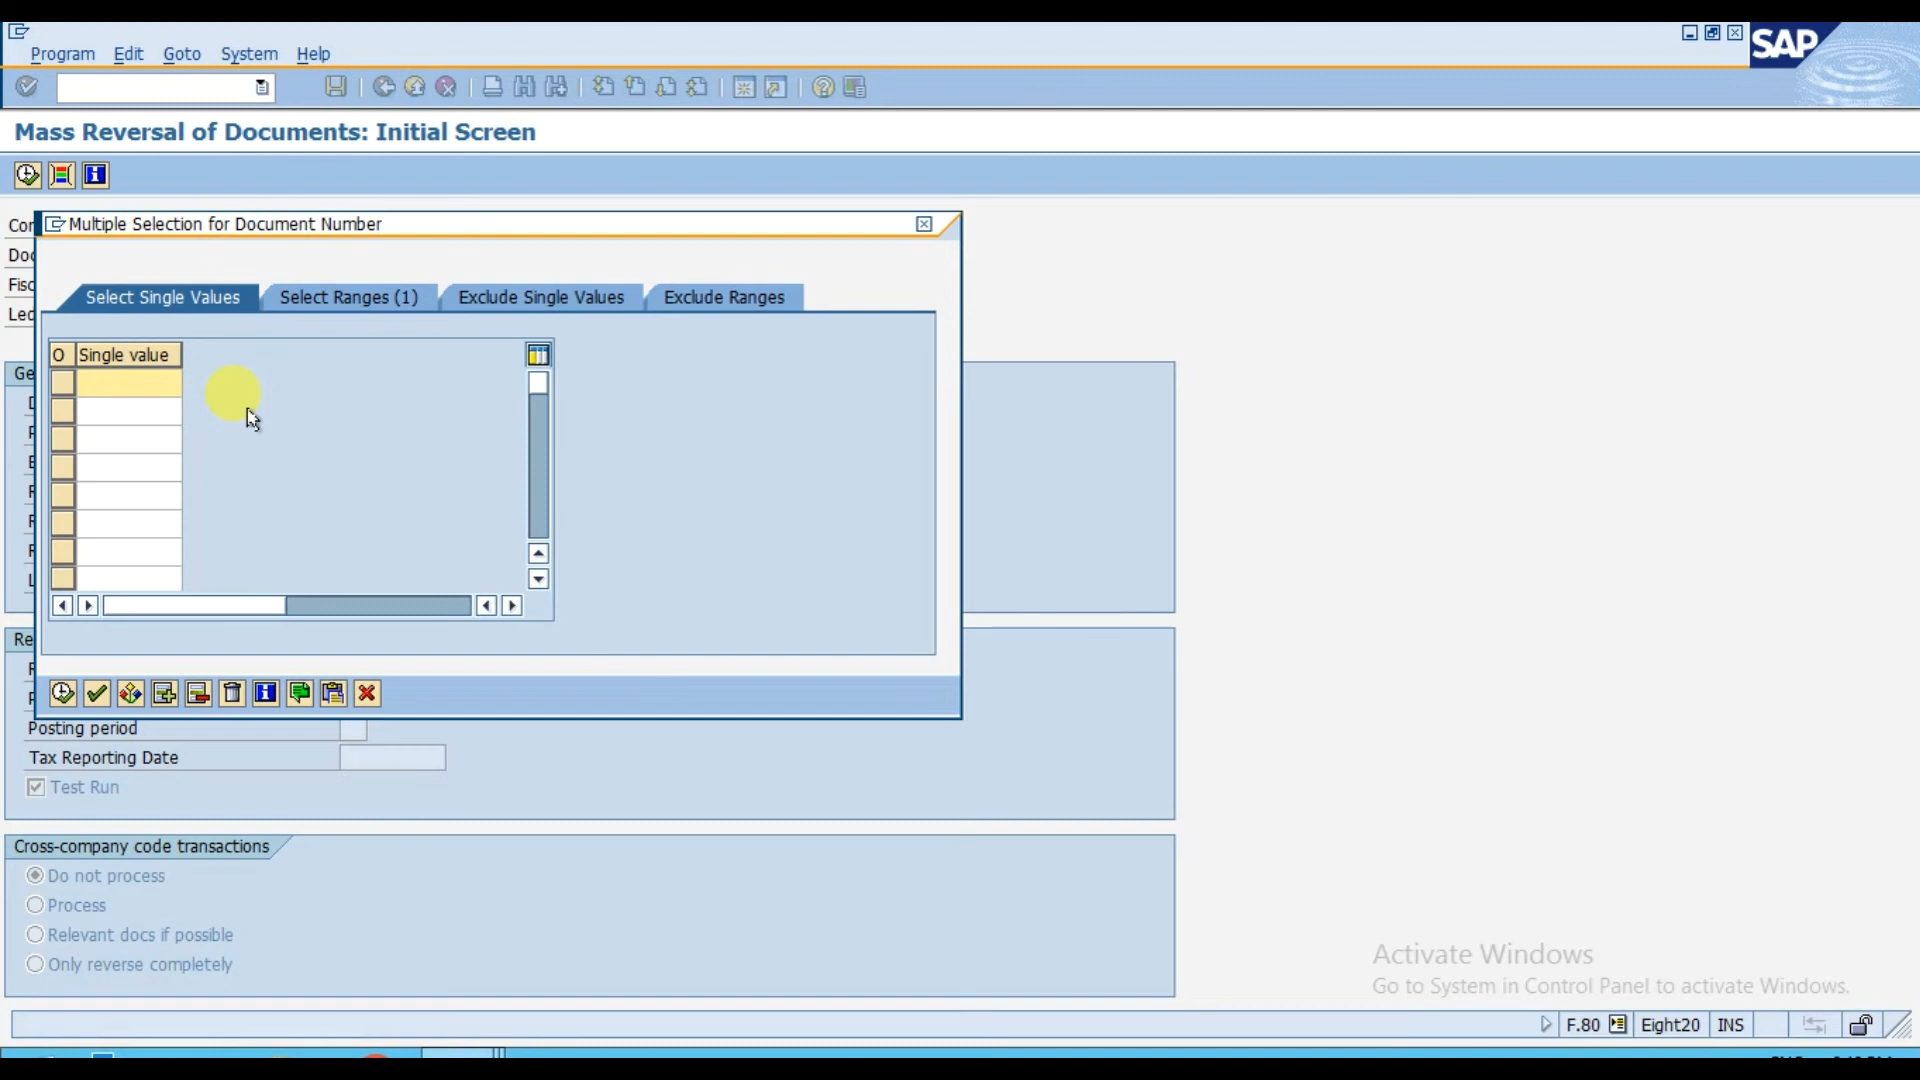 Program Edit Goto System Help
SAP
Mass Reversal of Documents: Initial Screen
Multiple Selection for Document Number
Select Single Values Select Ranges (1) Exclude Single Values Exclude Ranges
O Single value
Posting period
Tax Reporting Date
Test Run
Cross-company code transactions
Do not process
Process
Relevant docs if possible
Only reverse completely
Activate Windows
Go to System in Control Panel to activate Windows.
F.80 Eight20 INS